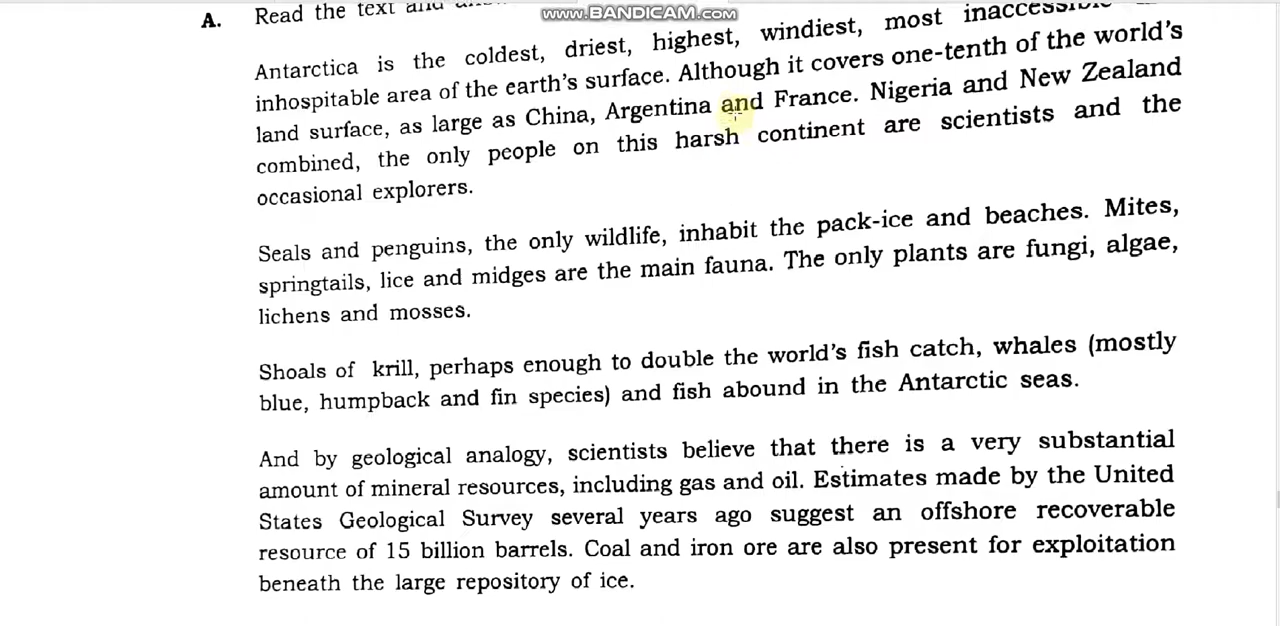 www.BANDICAM.com
A. Read the text and
Antarctica is the coldest, driest, highest, windiest, most inaccessible
inhospitable area of the earth's surface. Although it covers one-tenth of the world's
land surface, as large as China, Argentina and France. Nigeria and New Zealand
combined, the only people on this harsh continent are scientists and the
occasional explorers.
Seals and penguins, the only wildlife, inhabit the pack-ice and beaches. Mites,
springtails, lice and midges are the main fauna. The only plants are fungi, algae,
lichens and mosses.
Shoals of krill, perhaps enough to double the world's fish catch, whales (mostly
blue, humpback and fin species) and fish abound in the Antarctic seas.
And by geological analogy, scientists believe that there is a very substantial
amount of mineral resources, including gas and oil. Estimates made by the United
States Geological Survey several years ago suggest an offshore recoverable
resource of 15 billion barrels. Coal and iron ore are also present for exploitation
beneath the large repository of ice.